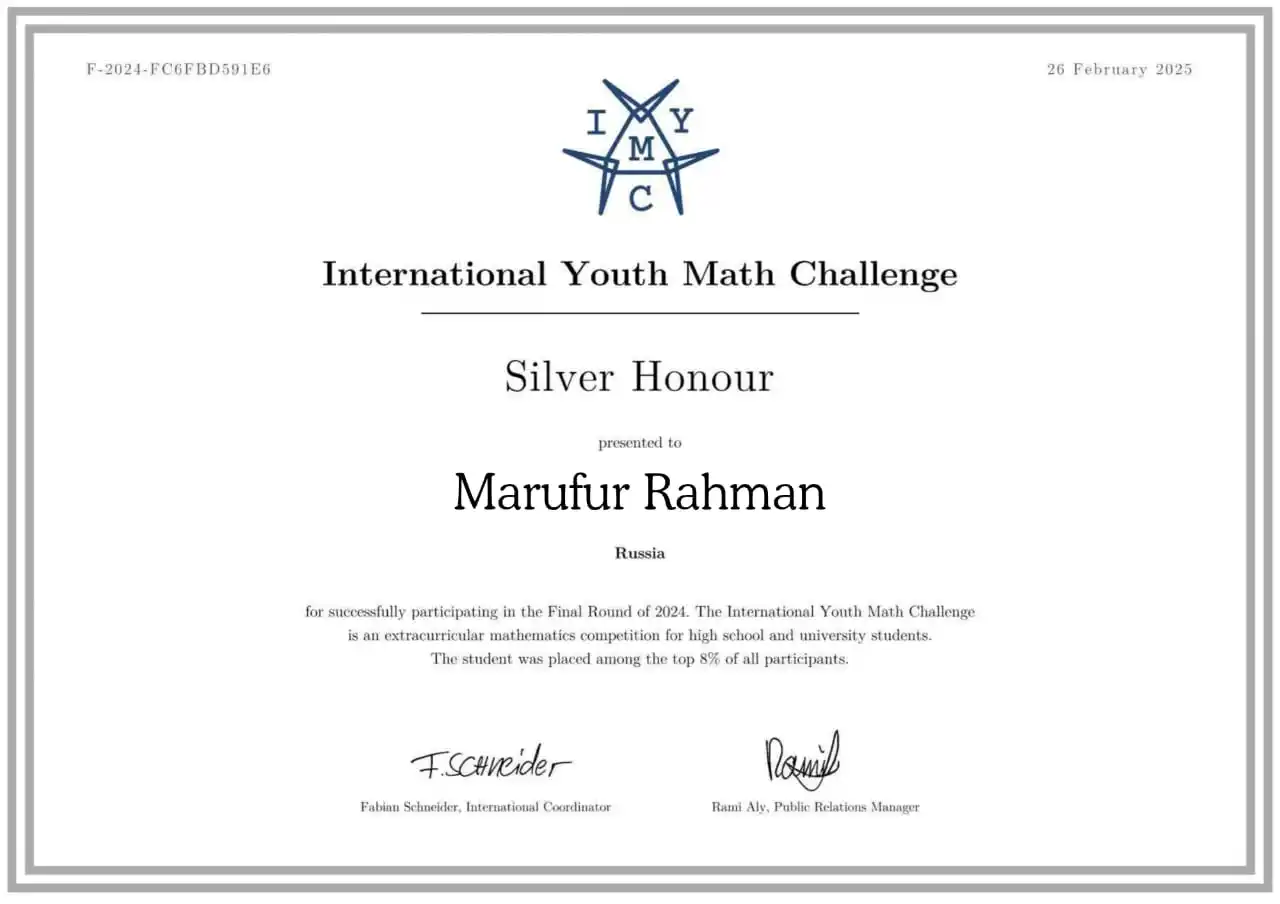 F-2024-FC6FBD591E6
26 February 2025
I Y
M
C
International Youth Math Challenge
Silver Honour
presented to
Marufur Rahman
Russia
for successfully participating in the Final Round of 2024. The International Youth Math Challenge
is an extracurricular mathematics competition for high school and university students.
The student was placed among the top 8% of all participants.
F.SCHneider
Rami
Fabian Schneider, International Coordinator
Rami Aly, Public Relations Manager